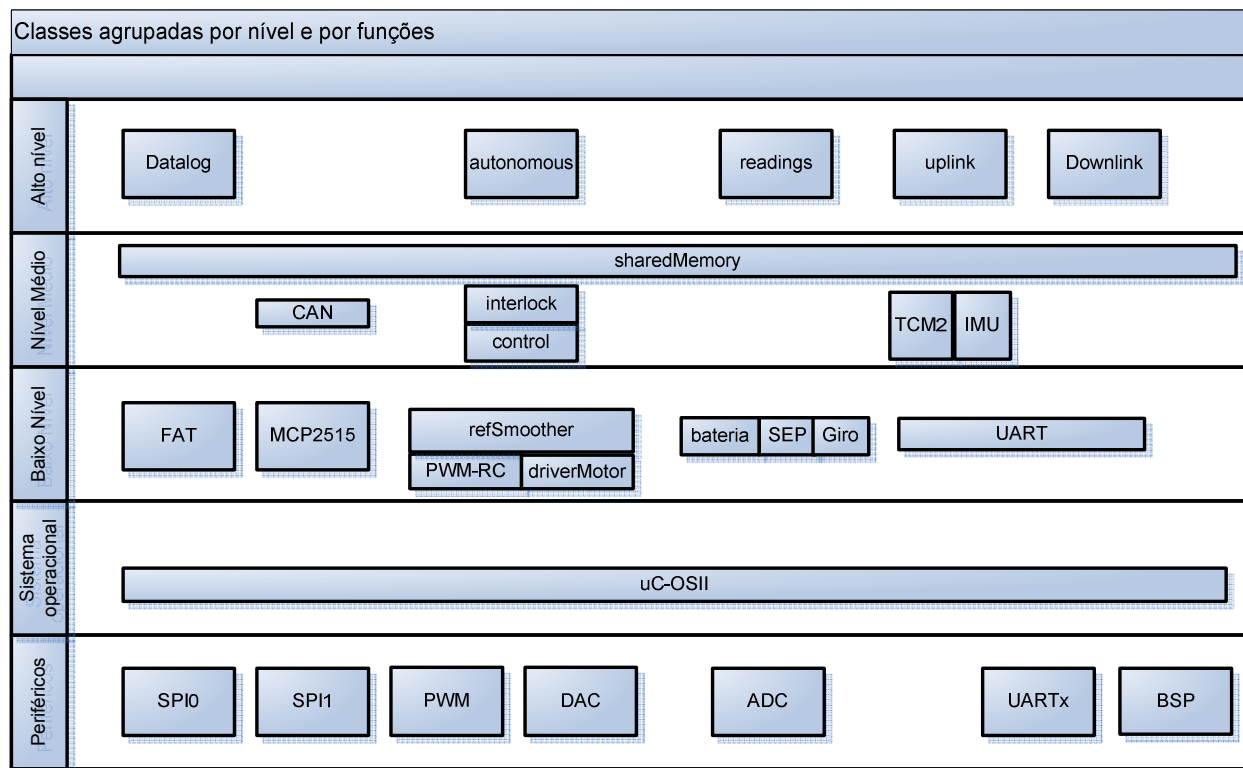 Classes agrupadas por nível e por funções
Alto nível
Datalog
autonomous
readings
uplink
Downlink
Nível Médio
sharedMemory
CAN
interlock
control
TCM2
IMU
Baixo Nível
FAT
MCP2515
refSmoother
PWM-RC
driverMotor
bateria
SEP
Giro
UART
Sistema
operacional
uC-OSII
Periféricos
SPI0
SPI1
PWM
DAC
ADC
UARTx
BSP